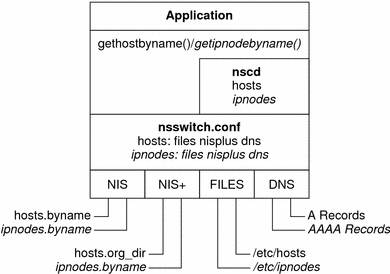 Application
gethostbyname()/getipnodebyname()
nscd
hosts
ipnodes
nsswitch.conf
hosts: files nisplus dns
ipnodes: files nisplus dns
NIS NIS+ FILES DNS
hosts.byname
ipnodes.byname
A Records
AAAA Records
hosts.org_dir
ipnodes.byname
/etc/hosts
/etc/ipnodes